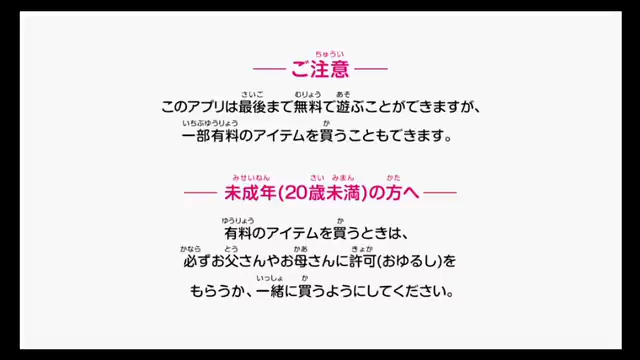 ご注意
このアプリは最後まで無料で遊ぶことができますが、
一部有料のアイテムを買うこともできます。
未成年(20歳未満)の方へ
有料のアイテムを買うときは、
必ずお父さんやお母さんに許可(おゆるし)を
もらうか、一緒に買うようにしてください。